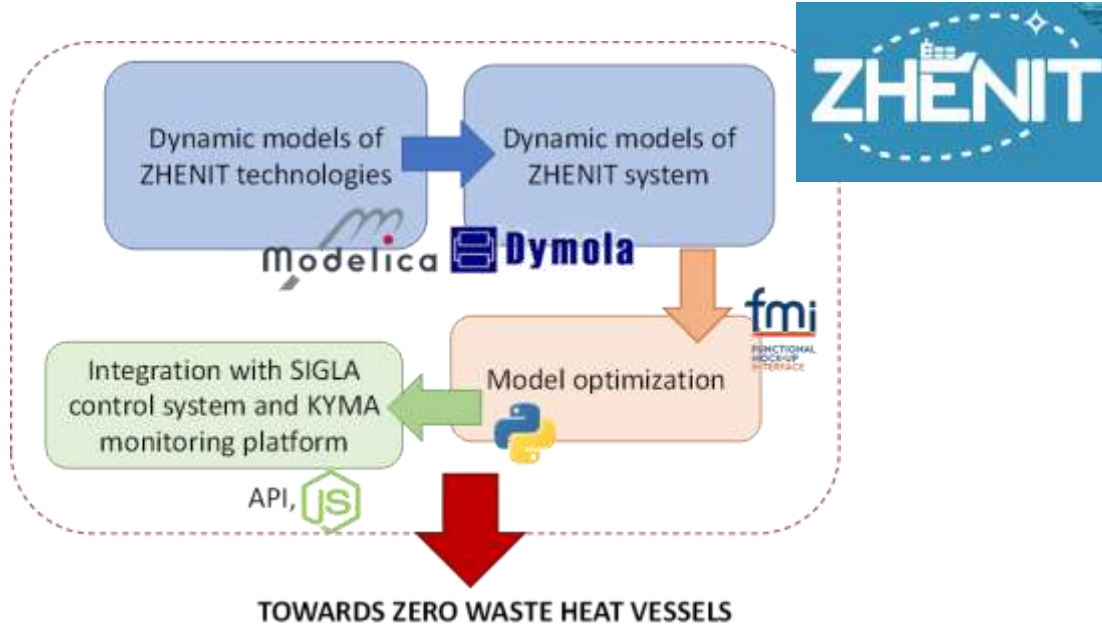 ZHENIT
Dynamic models of
ZHENIT technologies
Dynamic models of
ZHENIT system
Modelica
Dymola
fmi
FUNCTIONAL
MOCK-UP
INTERFACE
Integration with SIGLA
control system and KYMA
monitoring platform
Model optimization
API,
JS
TOWARDS ZERO WASTE HEAT VESSELS